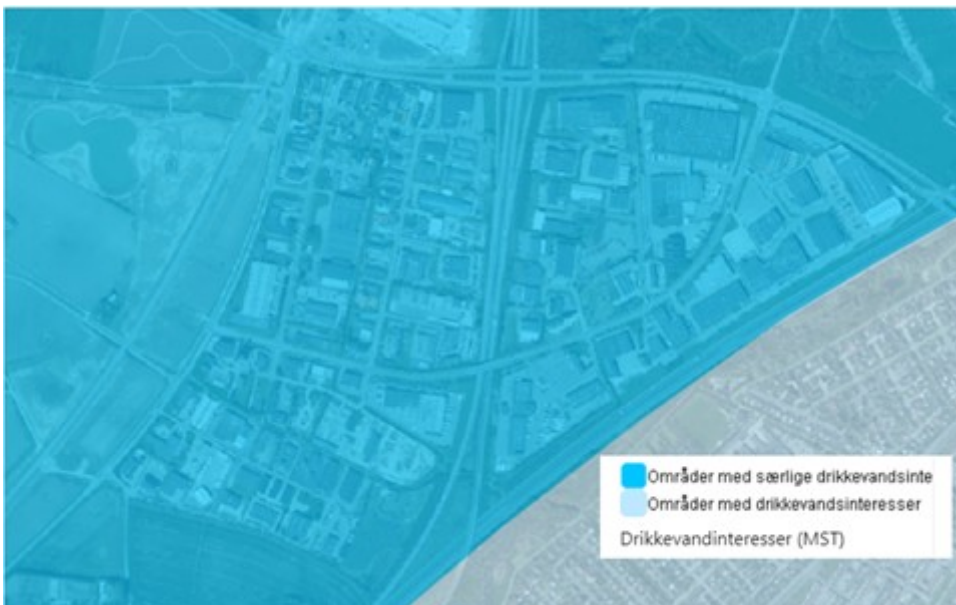 Områder med særlige drikkevandsinte
Områder med drikkevandsinteresser
Drikkevandinteresser (MST)